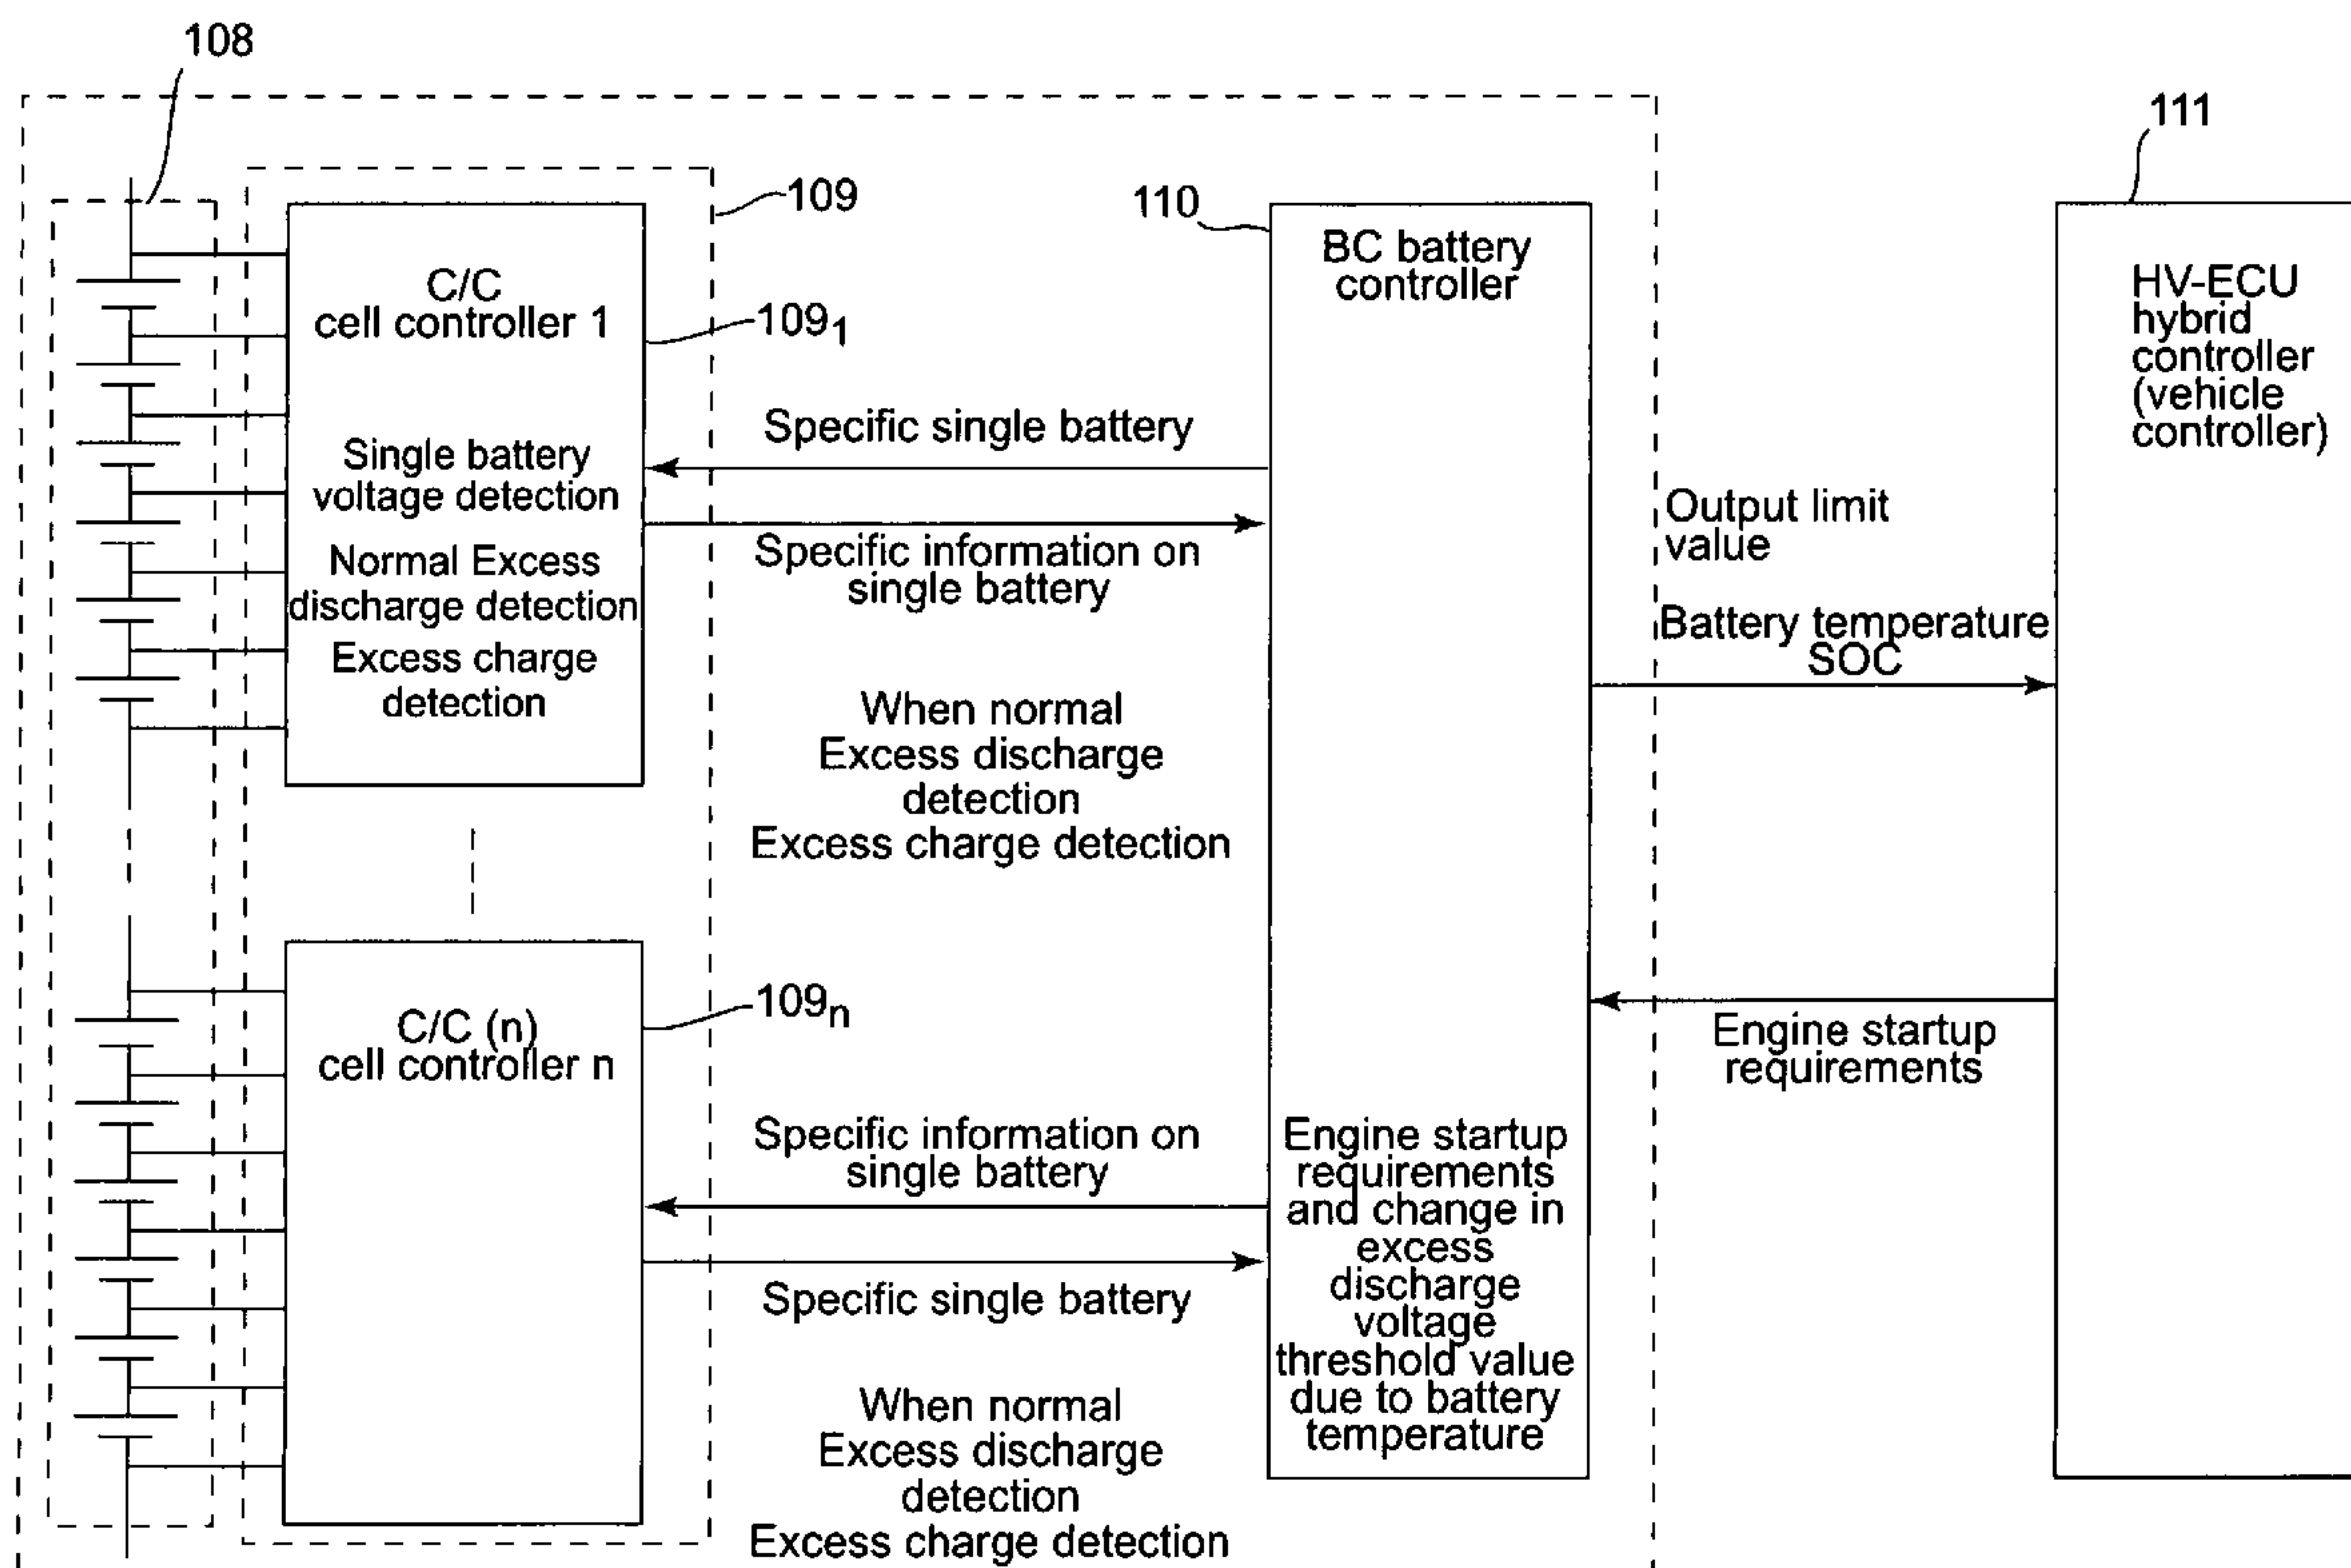 108
111
109
110
C/C
cell controller 1
109₁
Single battery
voltage detection
Normal Excess
discharge detection
Excess charge
detection
BC battery
controller
HV-ECU
hybrid
controller
(vehicle
controller)
Specific single battery
Specific information on
single battery
When normal
Excess discharge
detection
Excess charge detection
Output limit
value
Battery temperature
SOC
Engine startup
requirements
C/C (n)
cell controller n
109ₙ
Specific information on
single battery
Specific single battery
When normal
Excess discharge
detection
Excess charge detection
Engine startup
requirements
and change in
excess
discharge
voltage
threshold value
due to battery
temperature